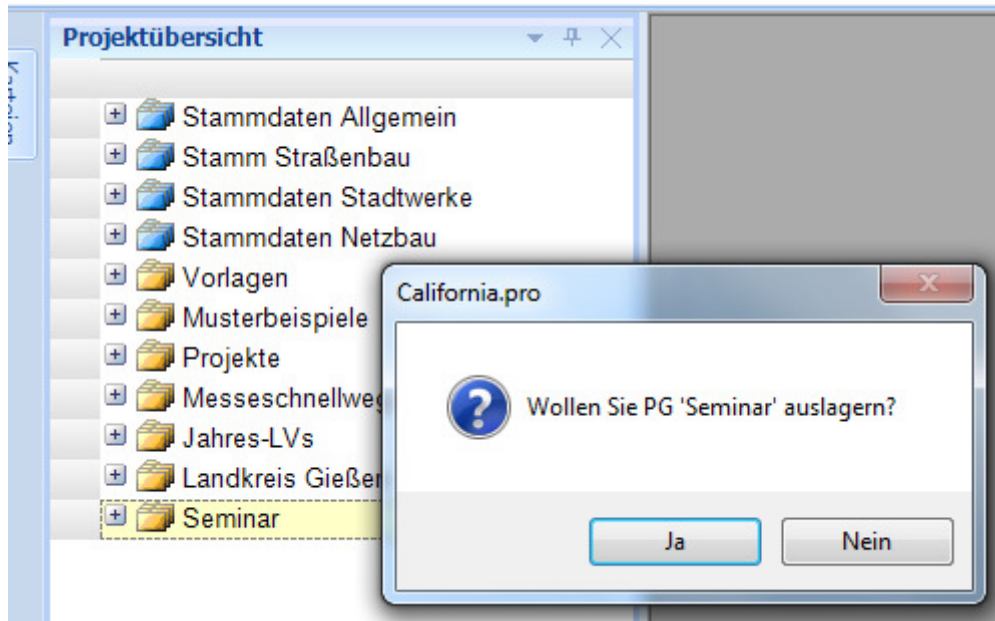 Projektübersicht
Karteien
Stammdaten Allgemein
Stamm Straßenbau
Stammdaten Stadtwerke
Stammdaten Netzbau
Vorlagen
Musterbeispiele
Projekte
Messeschnellweg
Jahres-LVs
Landkreis Gießen
Seminar
California.pro
Wollen Sie PG 'Seminar' auslagern?
Ja
Nein